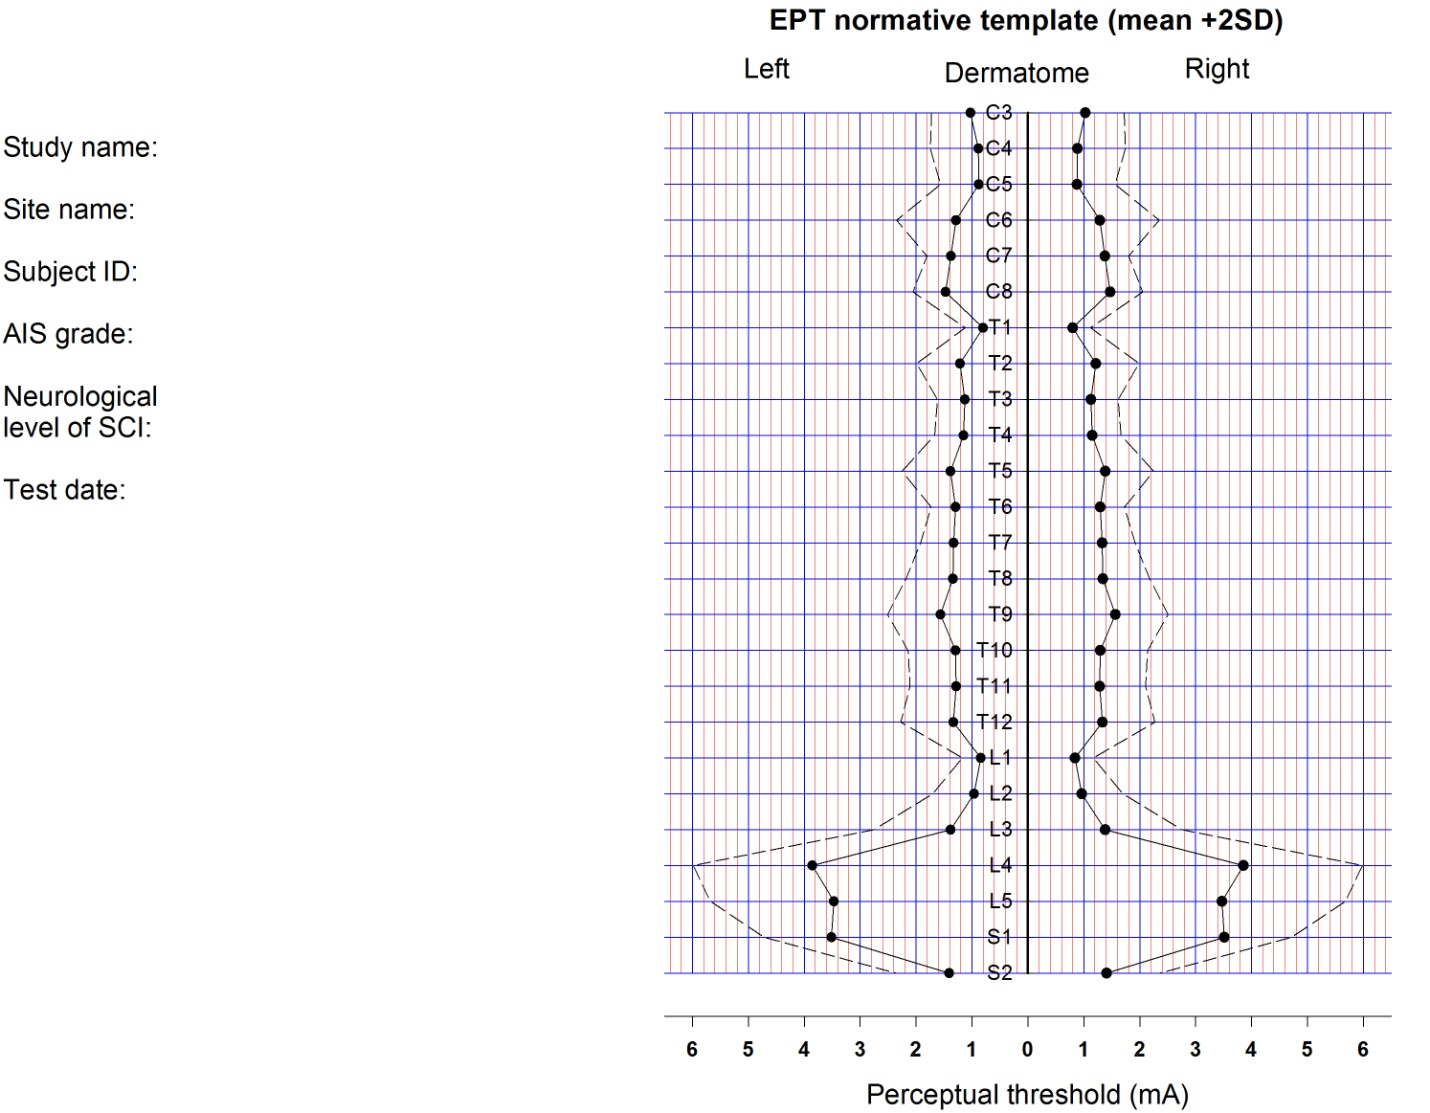 EPT normative template (mean +2SD)
Left Dermatome Right
Study name:
Site name:
Subject ID:
AIS grade:
Neurological
level of SCI:
Test date:
C3
C4
C5
C6
C7
C8
T1
T2
T3
T4
T5
T6
T7
T8
T9
T10
T11
T12
L1
L2
L3
L4
L5
S1
S2
6 5 4 3 2 1 0 1 2 3 4 5 6
Perceptual threshold (mA)